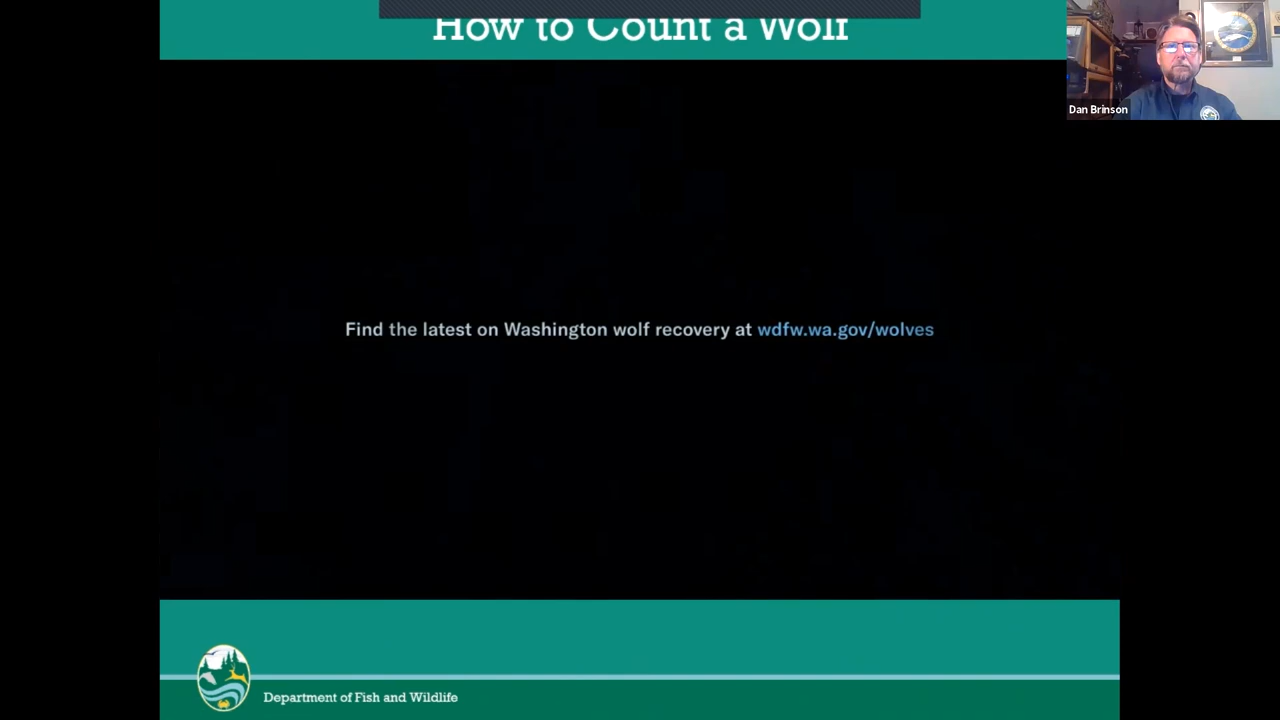 How to Count a Wolf
Dan Brinson
Find the latest on Washington wolf recovery at wdfw.wa.gov/wolves
Department of Fish and Wildlife